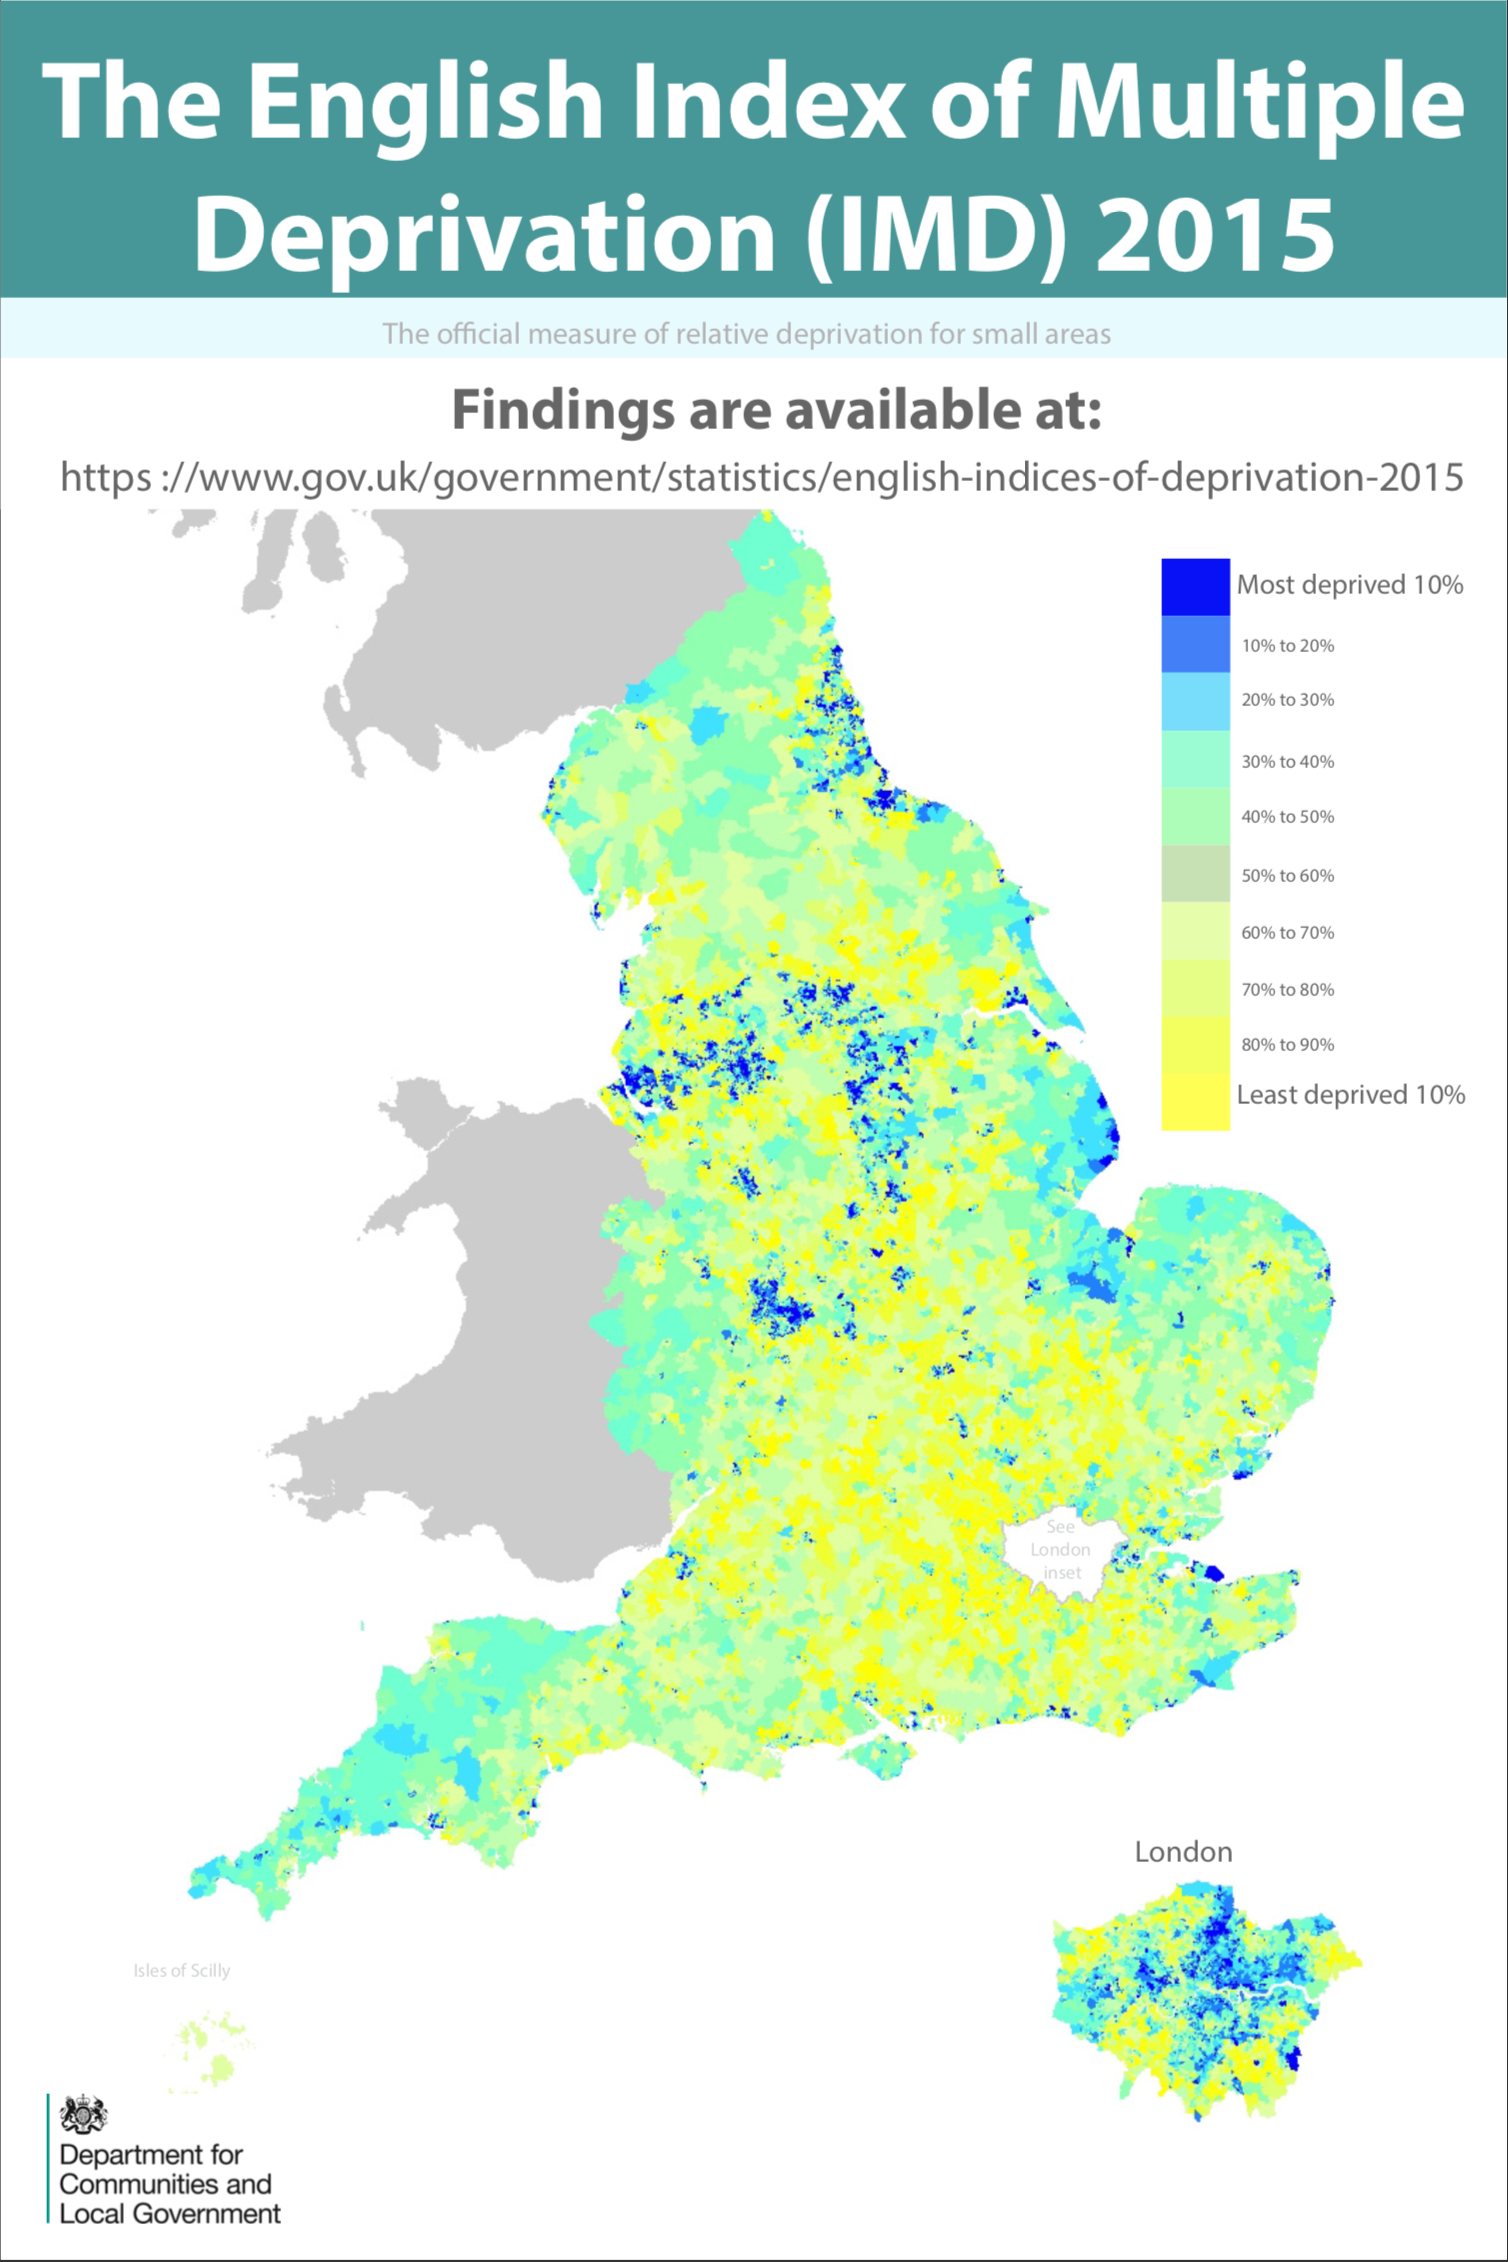 The English Index of Multiple
Deprivation (IMD) 2015
The official measure of relative deprivation for small areas
Findings are available at:
https ://www.gov.uk/government/statistics/english-indices-of-deprivation-2015
Most deprived 10%
10% to 20%
20% to 30%
30% to 40%
40% to 50%
50% to 60%
60% to 70%
70% to 80%
80% to 90%
Least deprived 10%
See
London
inset
London
Isles of Scilly
Department for
Communities and
Local Government